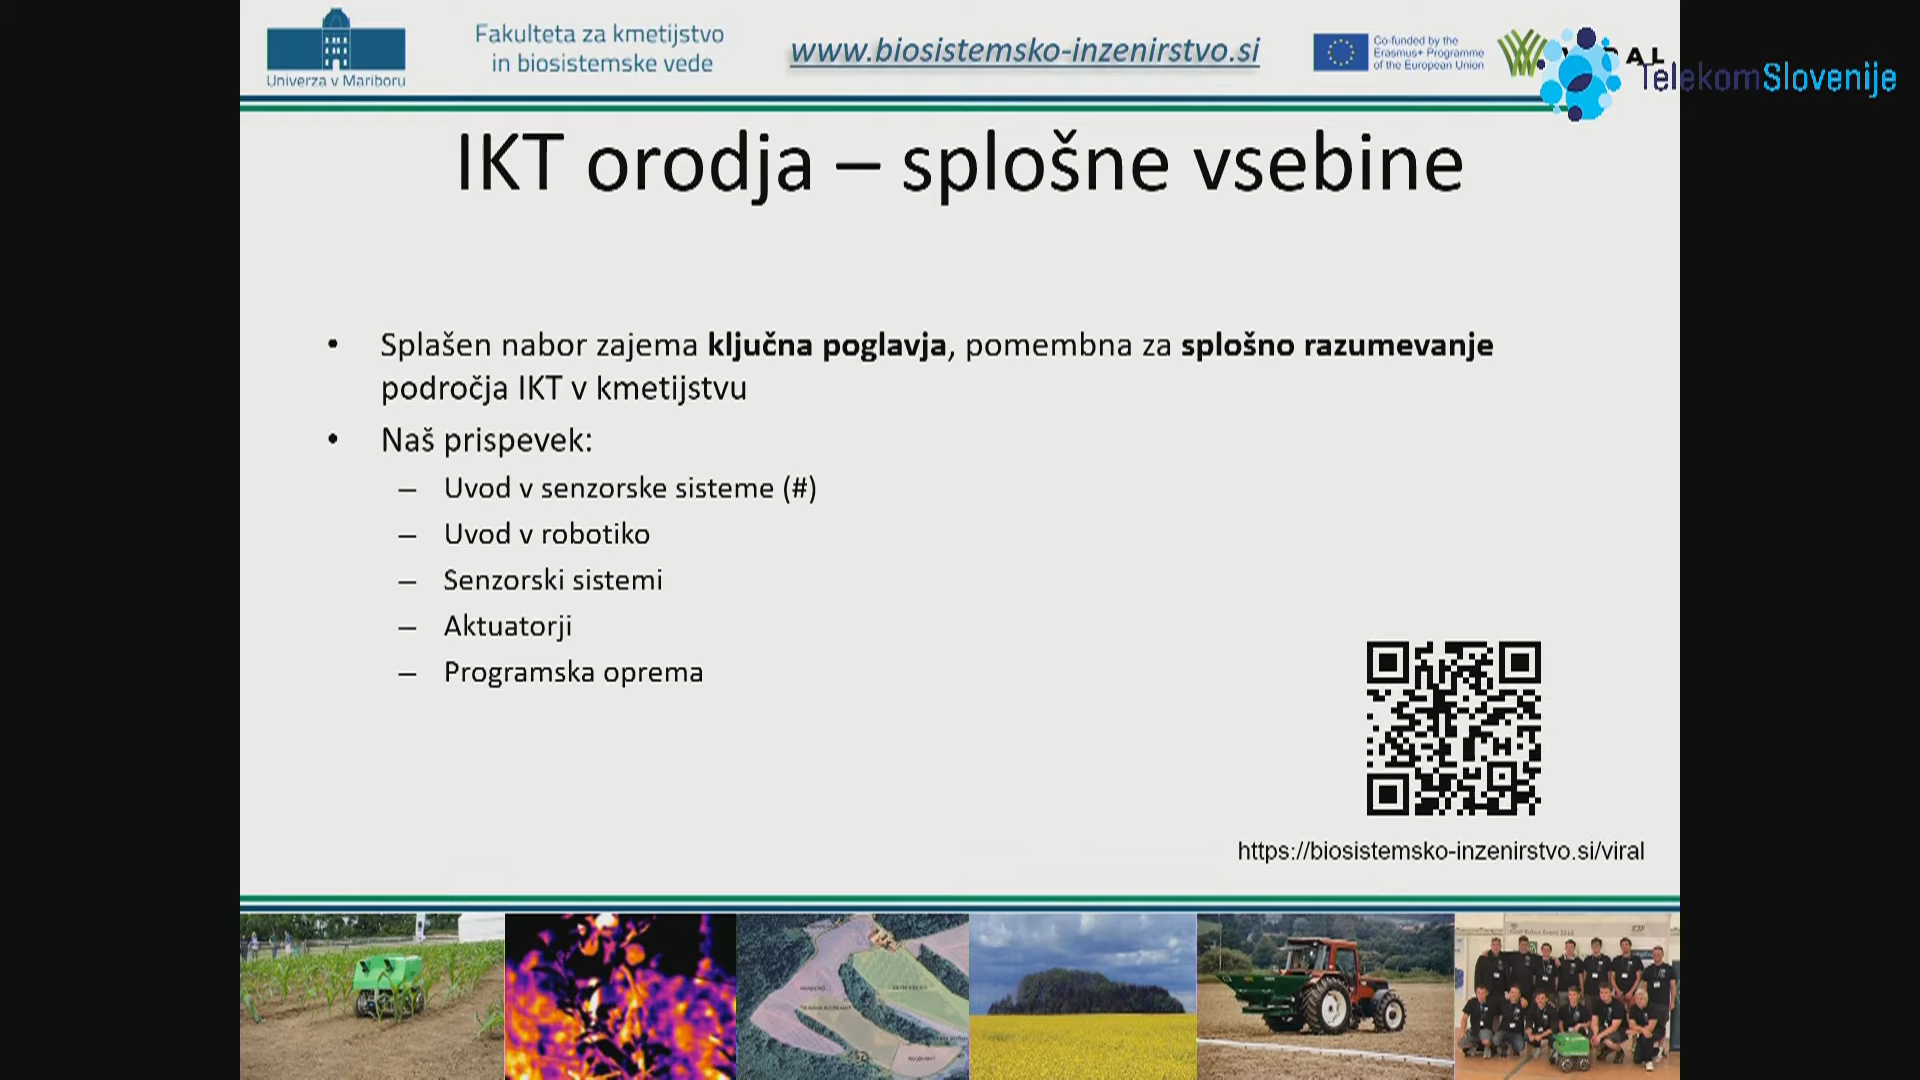 Univerza v Mariboru
Fakulteta za kmetijstvo
in biosistemske vede
www.biosistemsko-inzenirstvo.si
Co-funded by the
Erasmus+ Programme
of the European Union
TelekomSlovenije
IKT orodja – splošne vsebine
• Splašen nabor zajema ključna poglavja, pomembna za splošno razumevanje
področja IKT v kmetijstvu
• Naš prispevek:
– Uvod v senzorske sisteme (#)
– Uvod v robotiko
– Senzorski sistemi
– Aktuatorji
– Programska oprema
https://biosistemsko-inzenirstvo.si/viral